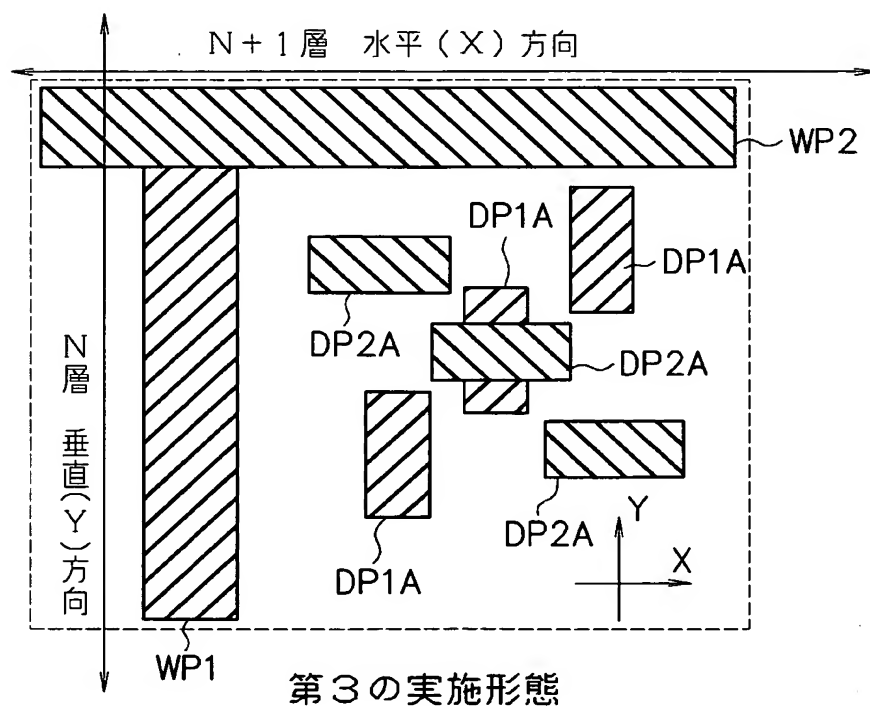 N+1層 水平(X)方向
WP2
DP1A
DP1A
DP2A
DP2A
N層 垂直(Y)方向
DP2A
Y
X
DP1A
WP1
第3の実施形態